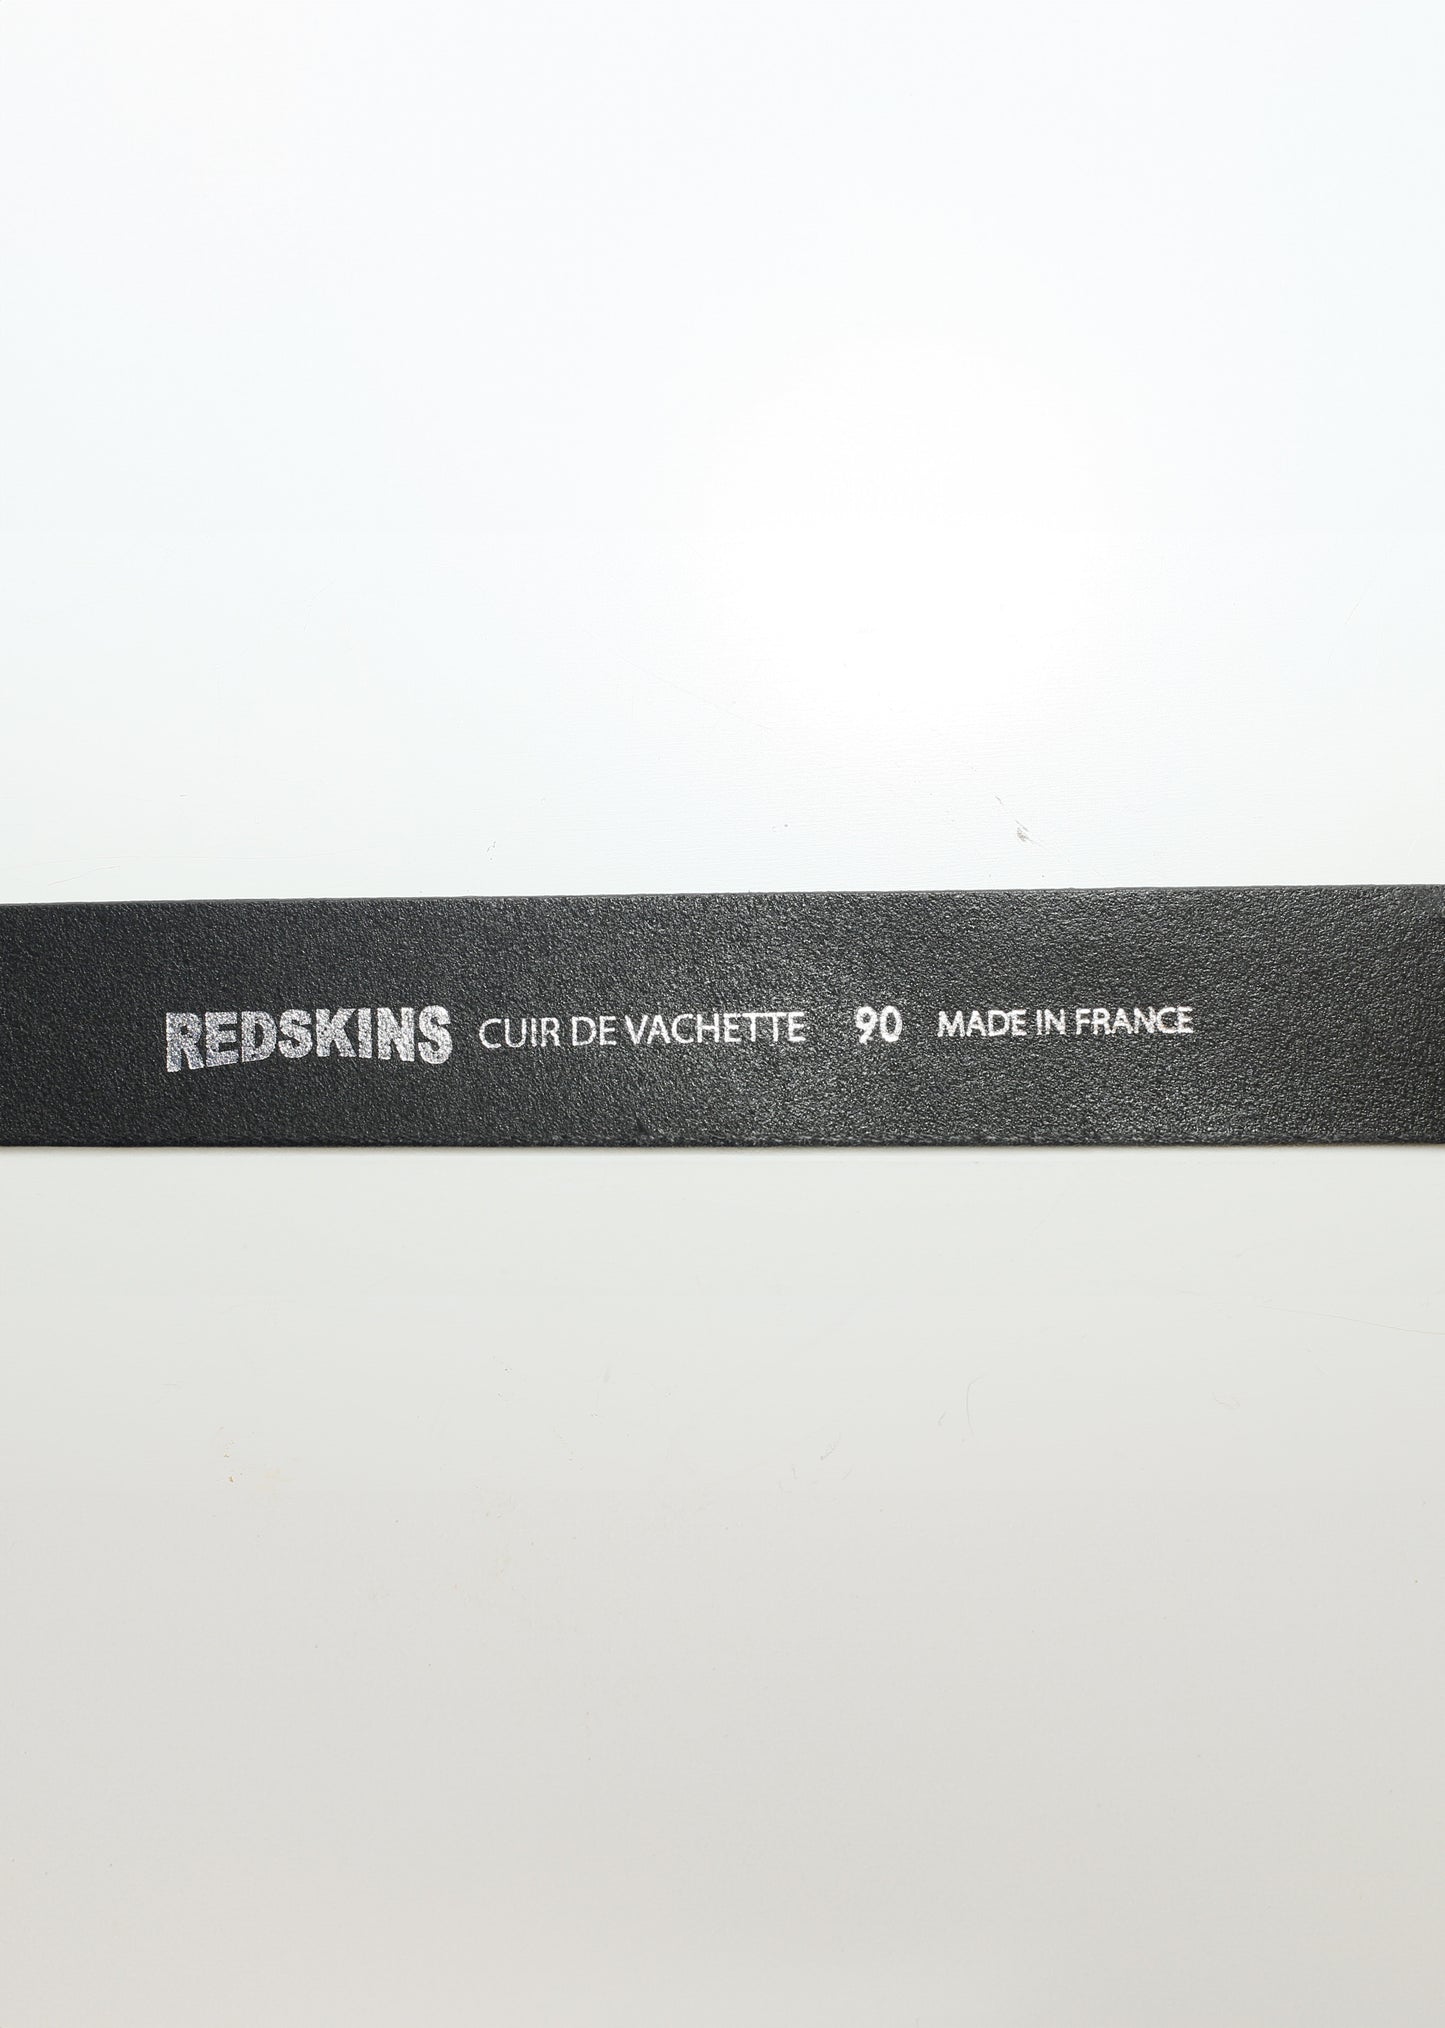 REDSKINS CUIR DE VACHETTE 90 MADE IN FRANCE